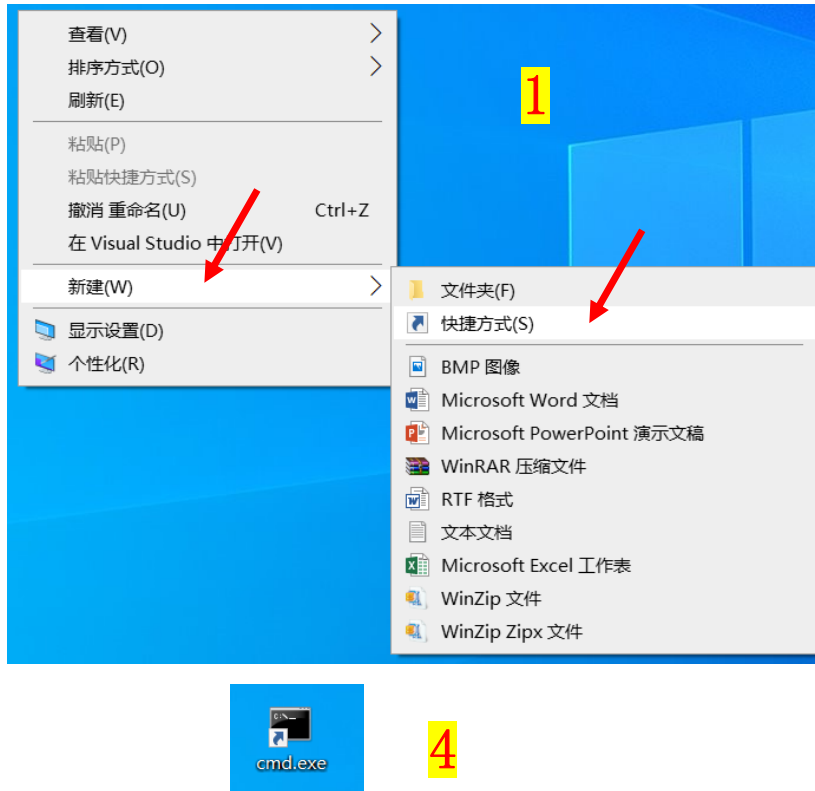 查看(V)
排序方式(O)
刷新(E)
粘贴(P)
粘贴快捷方式(S)
撤消 重命名(U) Ctrl+Z
在 Visual Studio 中打开(V)
新建(W)
显示设置(D)
个性化(R)
1
文件夹(F)
快捷方式(S)
BMP 图像
Microsoft Word 文档
Microsoft PowerPoint 演示文稿
WinRAR 压缩文件
RTF 格式
文本文档
Microsoft Excel 工作表
WinZip 文件
WinZip Zipx 文件
cmd.exe
4